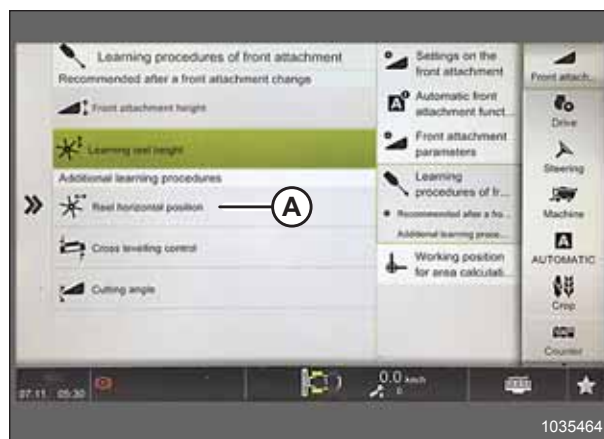 Learning procedures of front attachment
Recommended after a front attachment change
Front attachment height
Learning reel height
Additional learning procedures
Reel horizontal position
A
Cross levelling control
Cutting angle
Settings on the
front attachment
Automatic front
attachment funct...
Front attachment
parameters
Learning
procedures of fr...
Recommended after a fro...
Additional learning proce...
Working position
for area calculati...
Front attach...
Drive
Steering
Machine
A
AUTOMATIC
Crop
Counter
07.11. 05:30
0.0 km/h
0
1035464